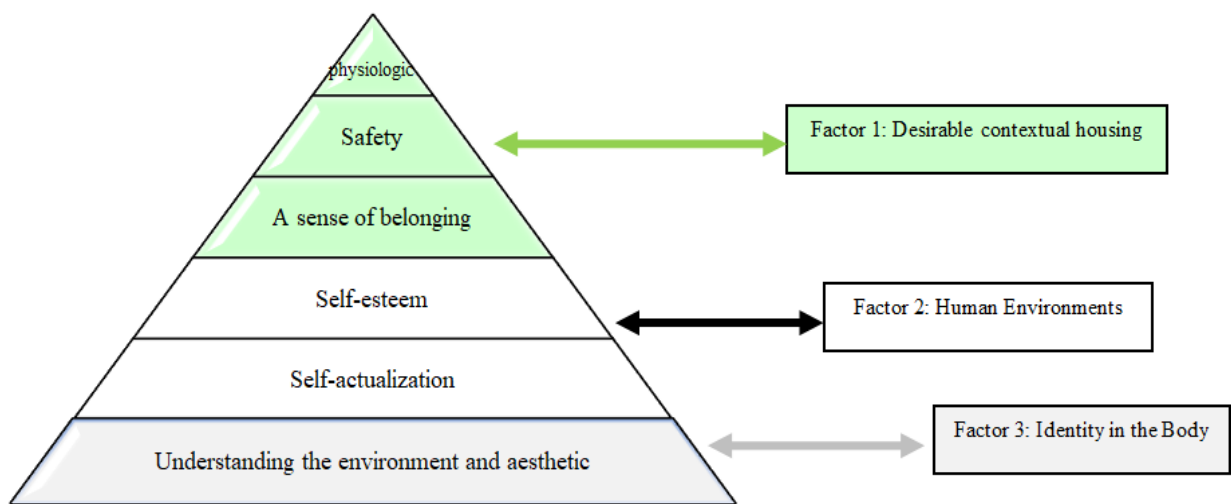 physiologic
Safety
Factor 1: Desirable contextual housing
A sense of belonging
Self-esteem
Factor 2: Human Environments
Self-actualization
Factor 3: Identity in the Body
Understanding the environment and aesthetic